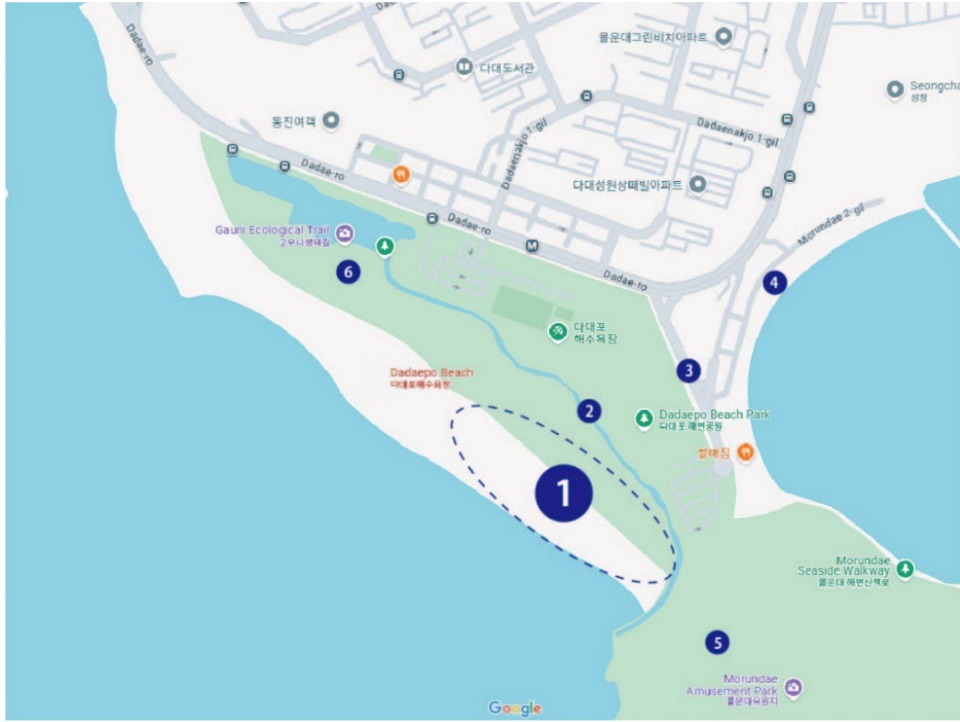 Dadae-ro
몰운대그린비치아파트
다대도서관
Seongcha
성창
동진여객
Dadaenakjo 1-gil
Dadaenakjo 1-gil
Dadae-ro
다대성원상떼빌아파트
Gauni Ecological Trail
고우니생태길
Dadae-ro
M
Dadae-ro
Morundae 2-gil
6
4
다대포
해수욕장
3
Dadaepo Beach
다대포해수욕장
2
Dadaepo Beach Park
다대포 해변공원
1
Morundae
Seaside Walkway
몰운대 해변산책로
5
Morundae
Amusement Park
몰운대유원지
Google